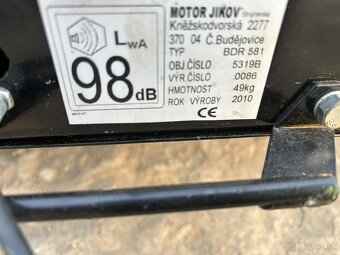 MOTOR JIKOV Strojírenská
Kněžskodvorská 2277
370 04 Č.Budějovice
TYP BDR 581
OBJ.ČÍSLO 5319B
VÝR.ČÍSLO 0086
HMOTNOST 49kg
ROK VÝROBY 2010
CE
LWA
98dB